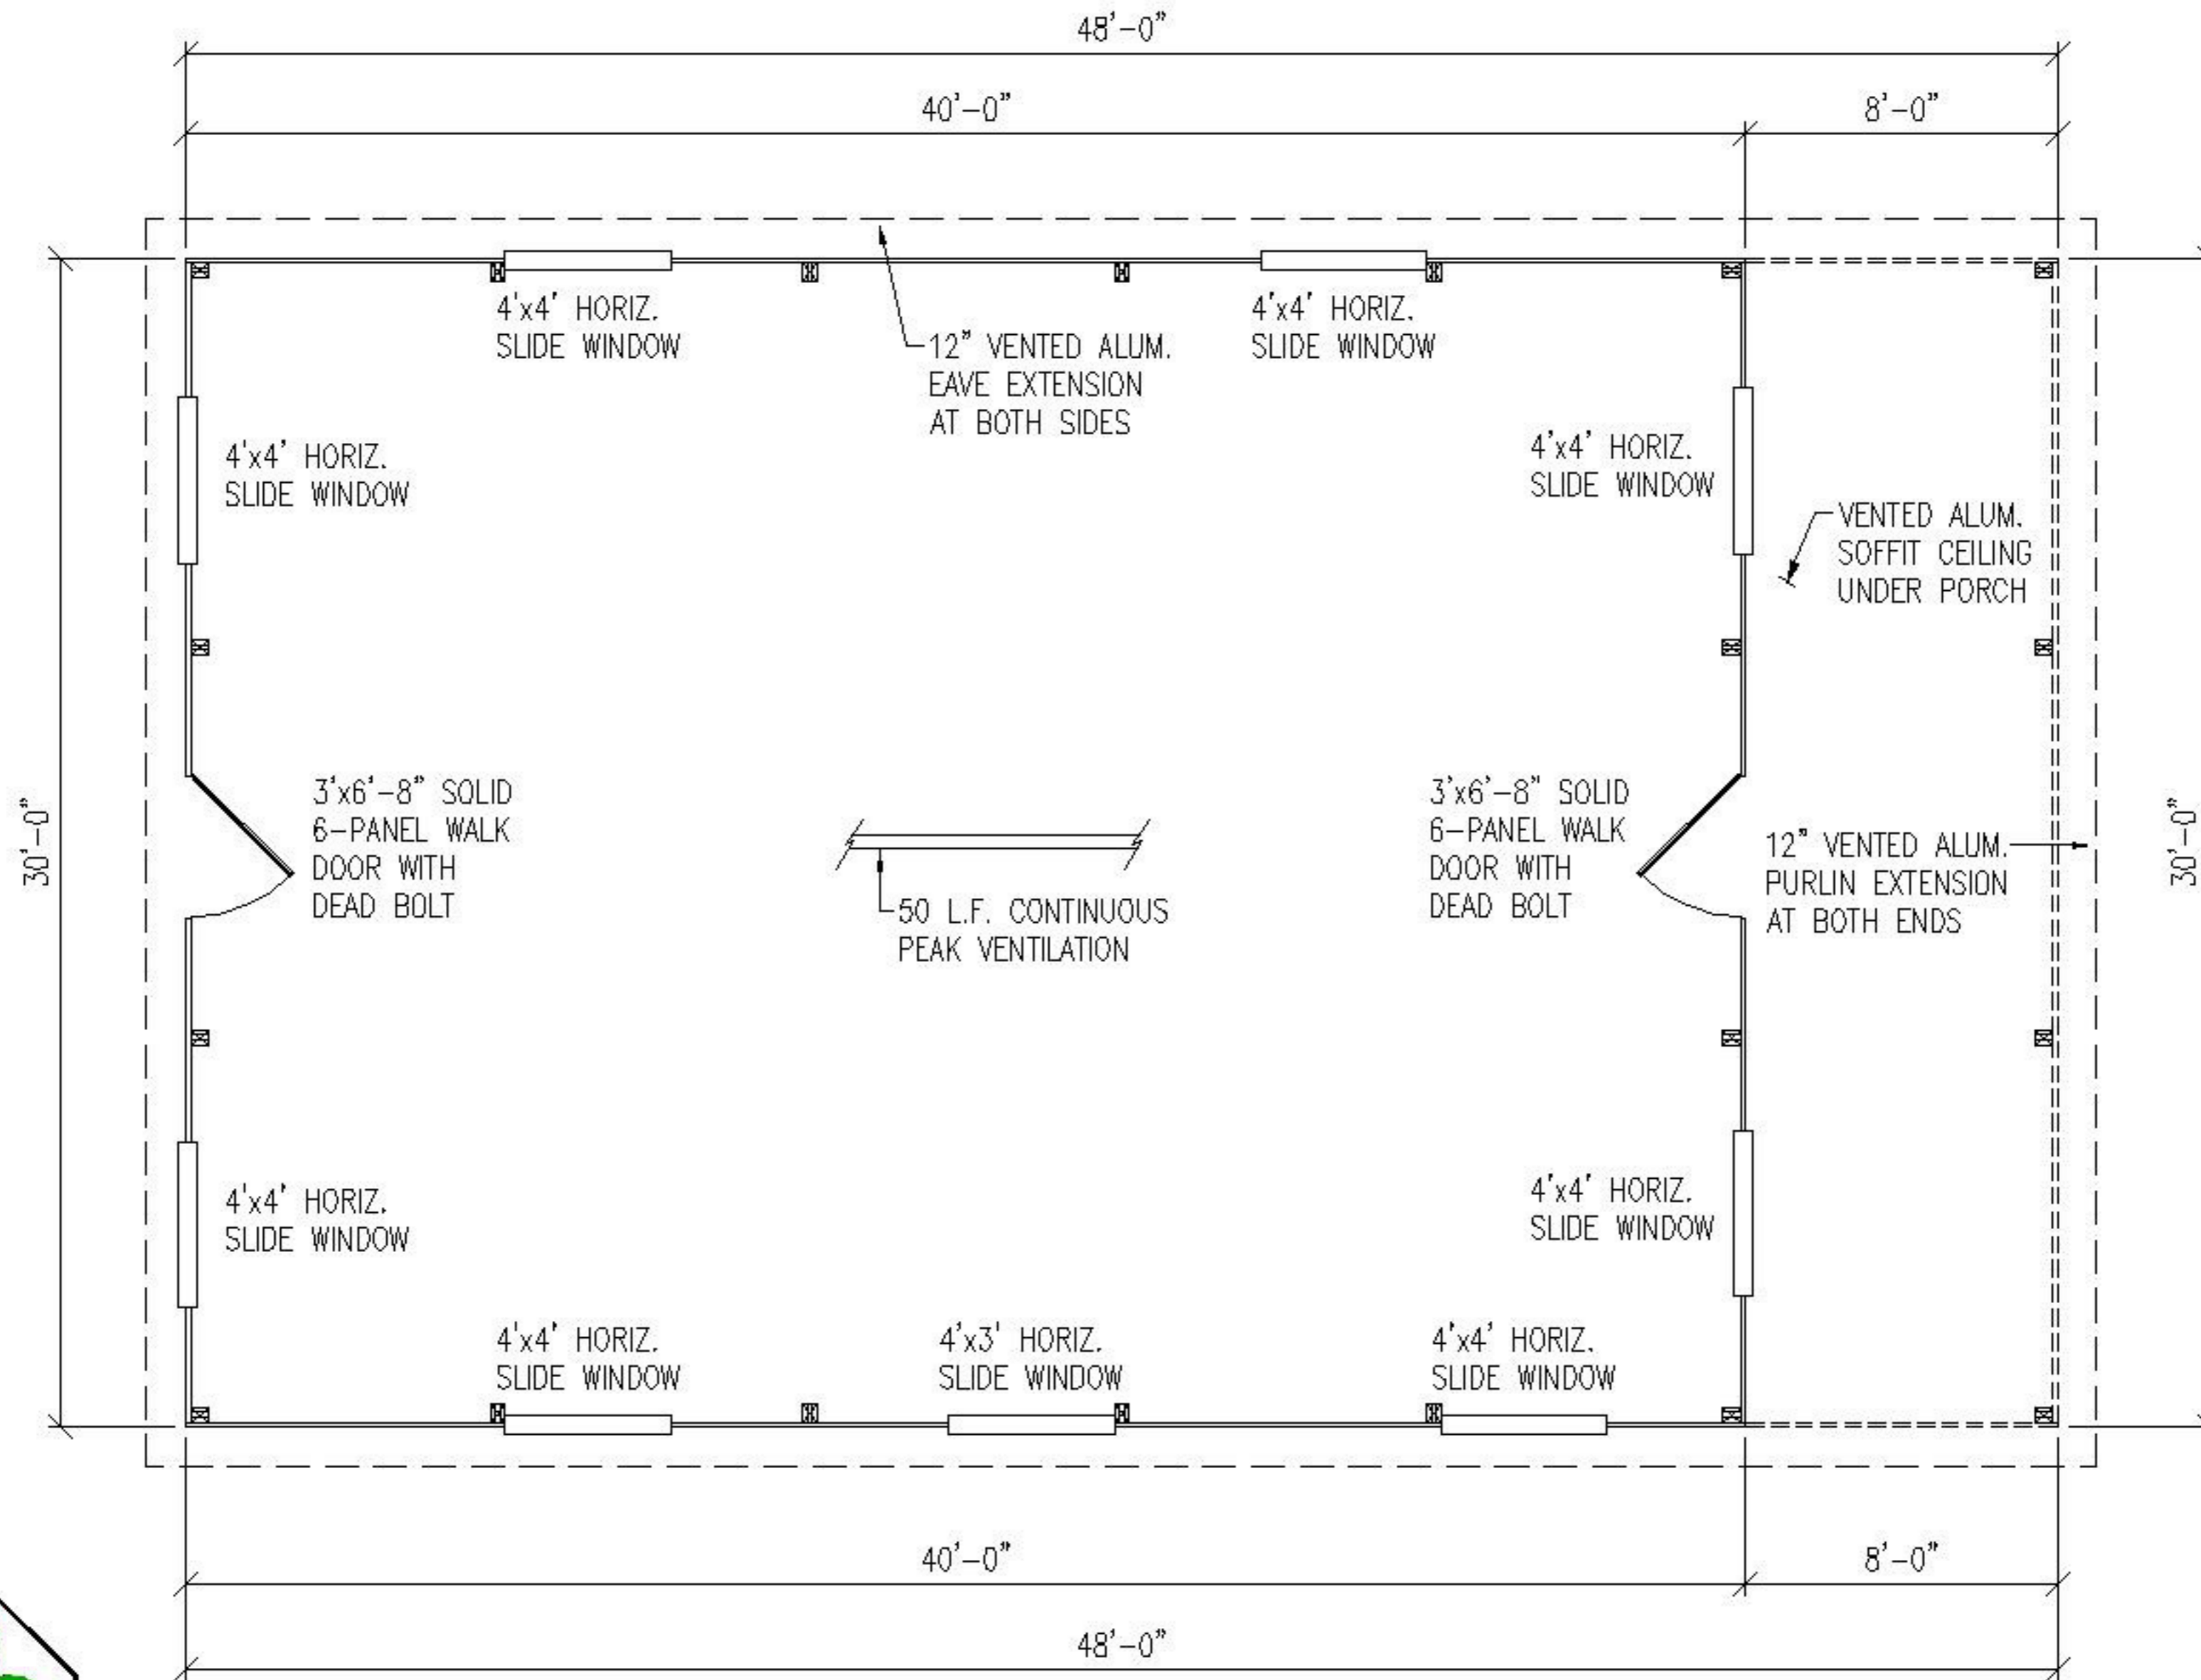 48'-0"
40'-0"
8'-0"
4'x4' HORIZ.
SLIDE WINDOW
4'x4' HORIZ.
SLIDE WINDOW
12" VENTED ALUM.
EAVE EXTENSION
AT BOTH SIDES
4'x4' HORIZ.
SLIDE WINDOW
4'x4' HORIZ.
SLIDE WINDOW
VENTED ALUM.
SOFFIT CEILING
UNDER PORCH
30'-0"
3'x6'-8" SOLID
6-PANEL WALK
DOOR WITH
DEAD BOLT
50 L.F. CONTINUOUS
PEAK VENTILATION
3'x6'-8" SOLID
6-PANEL WALK
DOOR WITH
DEAD BOLT
12" VENTED ALUM.
PURLIN EXTENSION
AT BOTH ENDS
30'-0"
4'x4' HORIZ.
SLIDE WINDOW
4'x4' HORIZ.
SLIDE WINDOW
4'x4' HORIZ.
SLIDE WINDOW
4'x3' HORIZ.
SLIDE WINDOW
4'x4' HORIZ.
SLIDE WINDOW
40'-0"
8'-0"
48'-0"